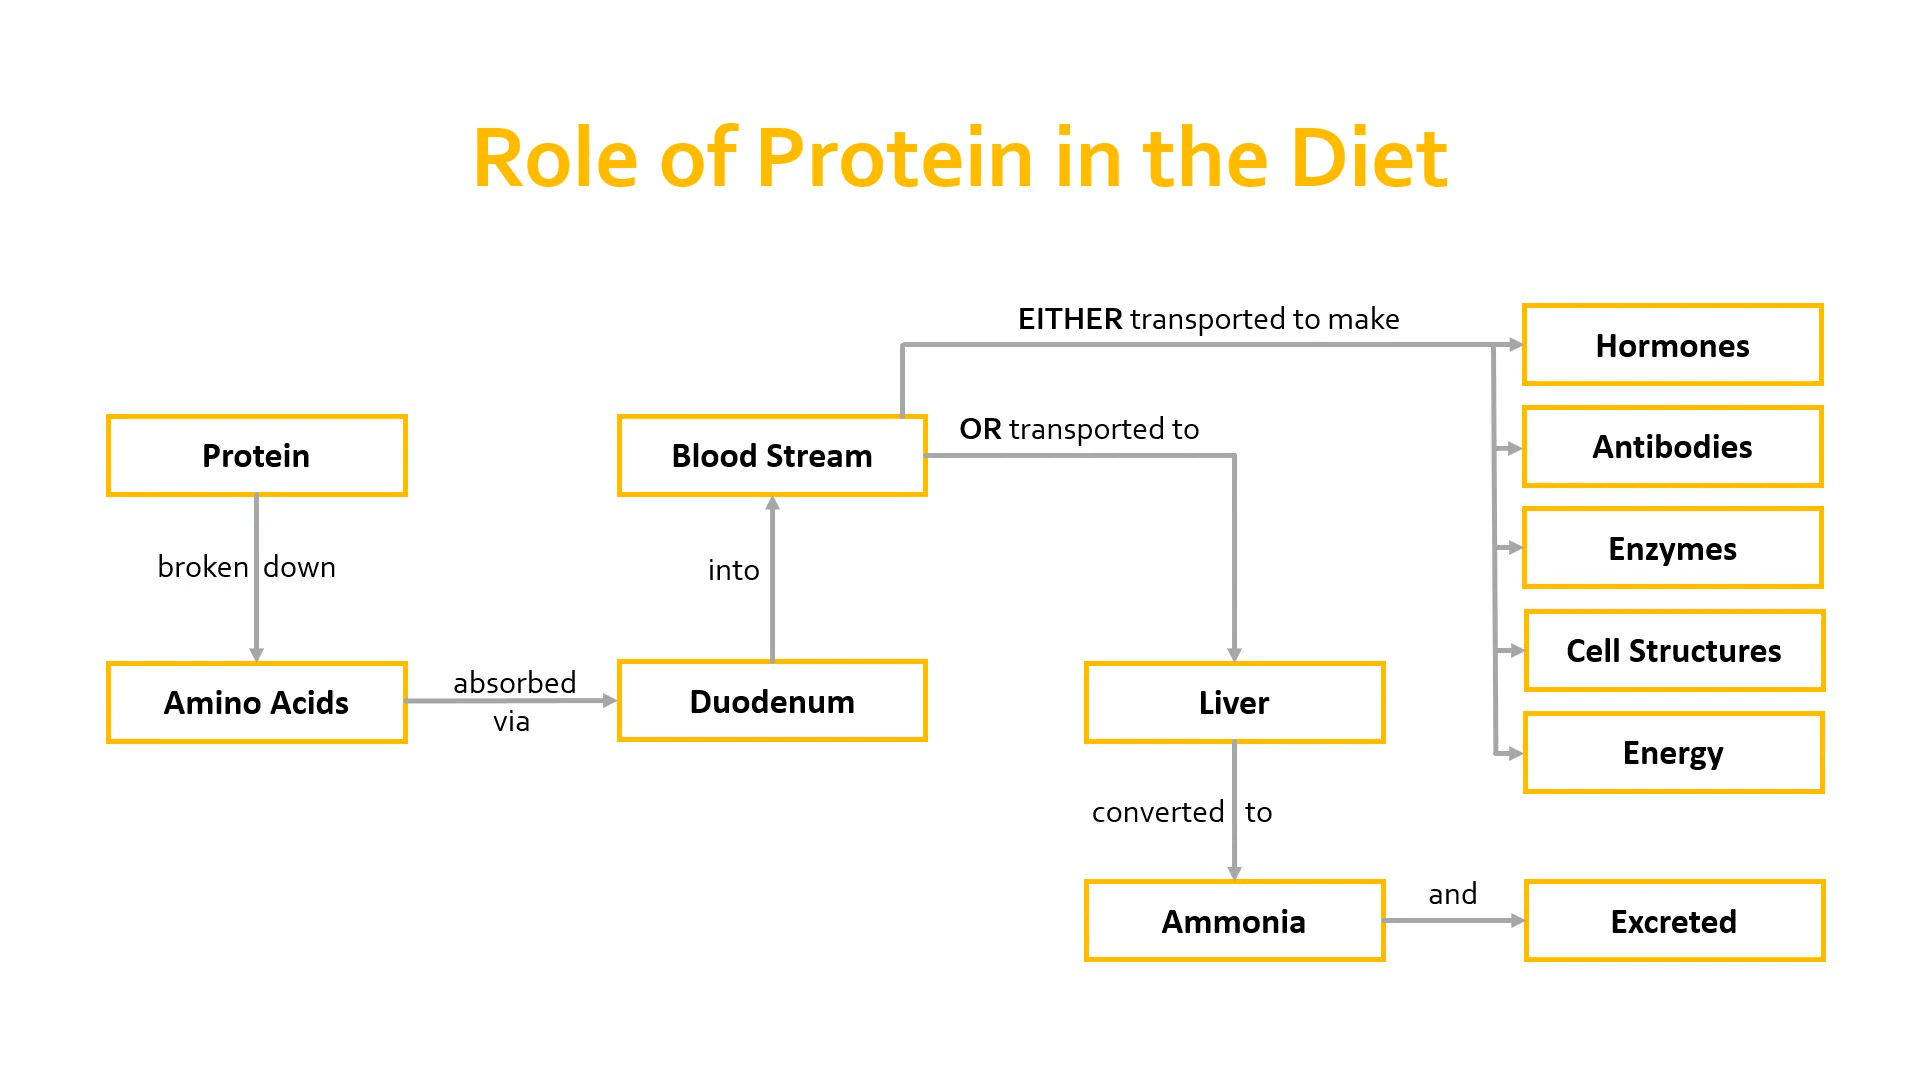 Role of Protein in the Diet
EITHER transported to make
Hormones
OR transported to
Antibodies
Protein
Blood Stream
Enzymes
broken down
into
Cell Structures
absorbed
via
Amino Acids
Duodenum
Liver
Energy
converted to
and
Ammonia
Excreted